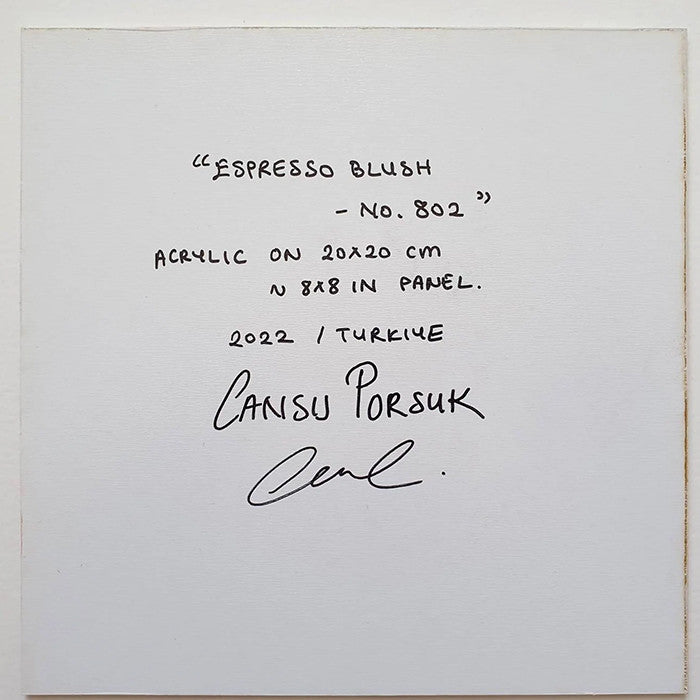 “ESPRESSO BLUSH
- NO. 802”
ACRYLIC ON 20x20 cm
~ 8x8 IN PANEL.
2022 / TURKIYE
CANSU PORSUK